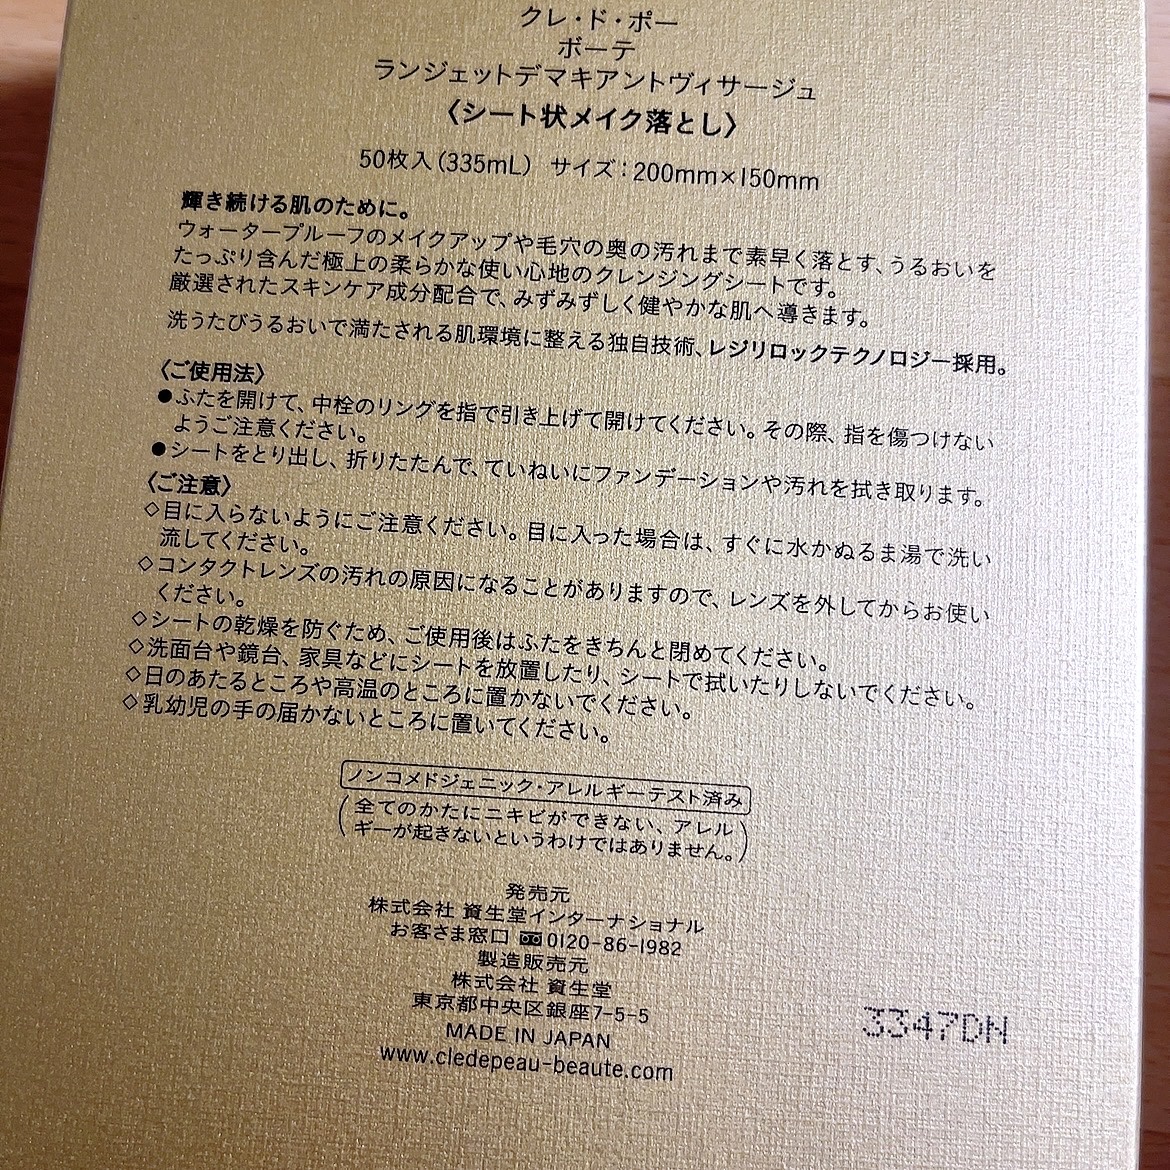 クレ・ド・ポー
ボーテ
ランジェットデマキアントヴィサージュ
〈シート状メイク落とし〉
50枚入(335mL) サイズ:200mm×150mm
輝き続ける肌のために。
ウォータープルーフのメイクアップや毛穴の奥の汚れまで素早く落とす、うるおいを
たっぷり含んだ極上の柔らかな使い心地のクレンジングシートです。
厳選されたスキンケア成分配合で、みずみずしく健やかな肌へ導きます。
洗うたびうるおいで満たされる肌環境に整える独自技術、レジリロックテクノロジー採用。
〈ご使用法〉
●ふたを開けて、中栓のリングを指で引き上げて開けてください。その際、指を傷つけない
ようご注意ください。
●シートをとり出し、折りたたんで、ていねいにファンデーションや汚れを拭き取ります。
〈ご注意〉
◇目に入らないようにご注意ください。目に入った場合は、すぐに水かぬるま湯で洗い
流してください。
◇コンタクトレンズの汚れの原因になることがありますので、レンズを外してからお使い
ください。
◇シートの乾燥を防ぐため、ご使用後はふたをきちんと閉めてください。
◇洗面台や鏡台、家具などにシートを放置したり、シートで拭いたりしないでください。
◇日のあたるところや高温のところに置かないでください。
◇乳幼児の手の届かないところに置いてください。
ノンコメドジェニック・アレルギーテスト済み
(全てのかたにニキビができない、アレル
ギーが起きないというわけではありません。)
発売元
株式会社 資生堂インターナショナル
お客さま窓口 0120-86-1982
製造販売元
株式会社 資生堂
東京都中央区銀座7-5-5
MADE IN JAPAN
www.cledepeau-beaute.com
3347DN